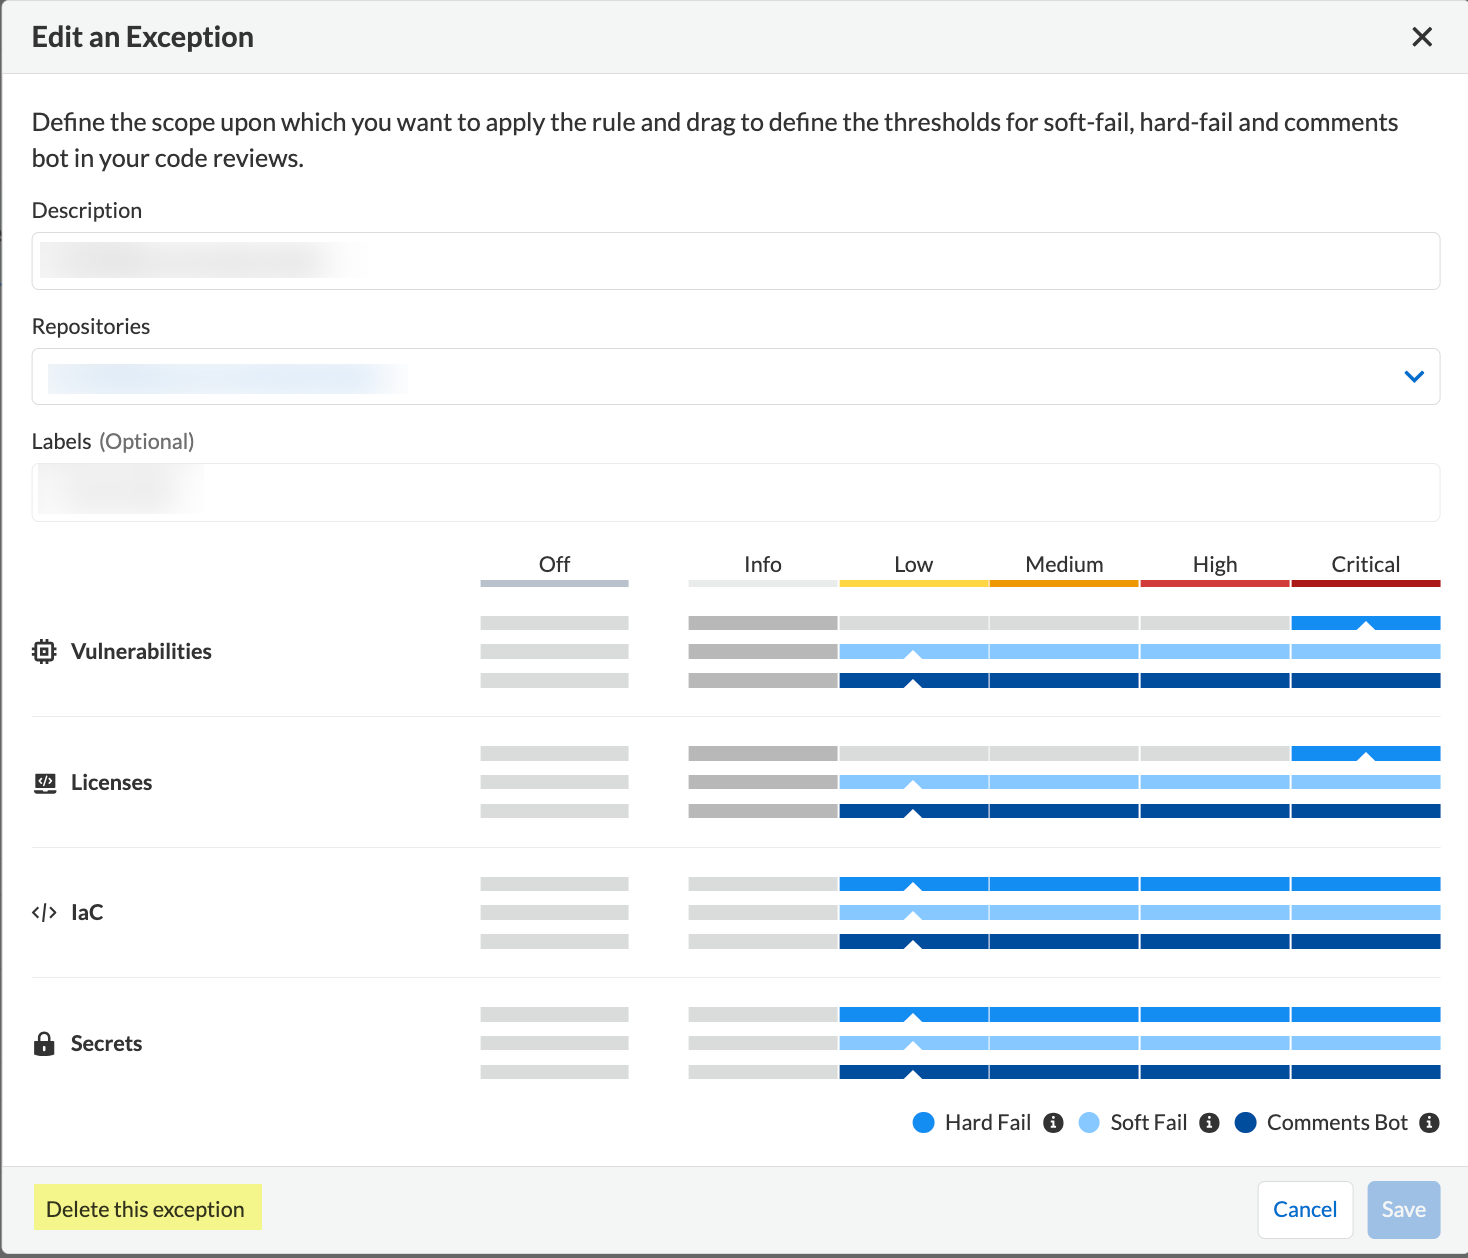 Edit an Exception
Define the scope upon which you want to apply the rule and drag to define the thresholds for soft-fail, hard-fail and comments
bot in your code reviews.
Description
Repositories
Labels (Optional)
Off Info Low Medium High Critical
Vulnerabilities
Licenses
IaC
Secrets
Hard Fail Soft Fail Comments Bot
Delete this exception
Cancel Save